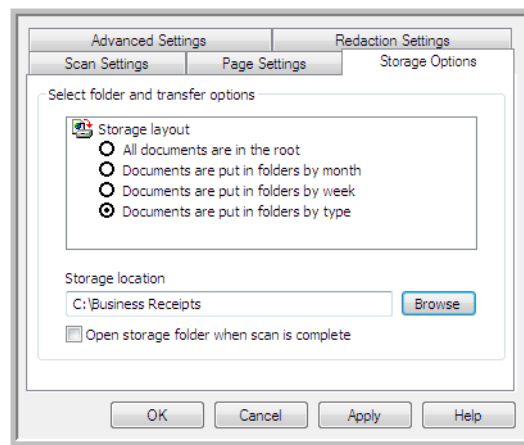 Advanced Settings Redaction Settings
Scan Settings Page Settings Storage Options
Select folder and transfer options
Storage layout
All documents are in the root
Documents are put in folders by month
Documents are put in folders by week
Documents are put in folders by type
Storage location
C:\Business Receipts Browse
Open storage folder when scan is complete
OK Cancel Apply Help